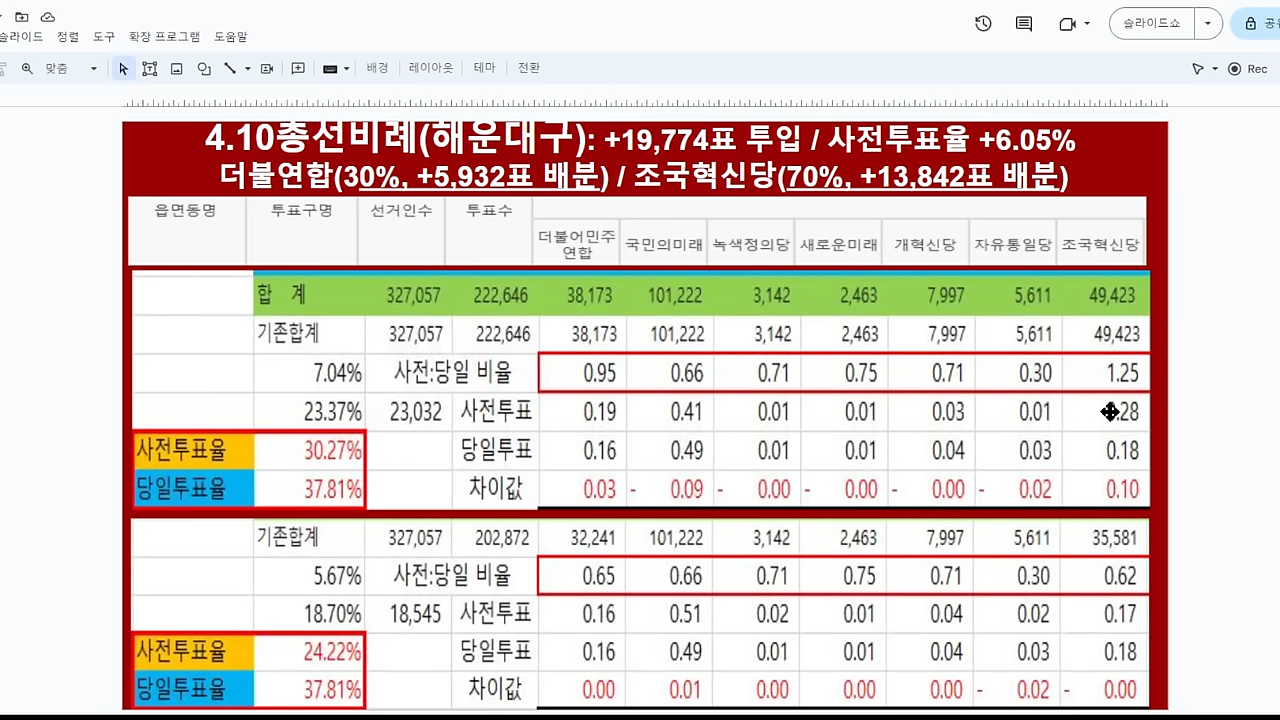 슬라이드 정렬 도구 확장 프로그램 도움말
슬라이드쇼
맞춤 배경 레이아웃 테마 전환 Rec
4.10총선비례(해운대구): +19,774표 투입 / 사전투표율 +6.05%
더불연합(30%, +5,932표 배분) / 조국혁신당(70%, +13,842표 배분)
읍면동명 투표구명 선거인수 투표수
더불어민주연합 국민의미래 녹색정의당 새로운미래 개혁신당 자유통일당 조국혁신당
합 계 327,057 222,646 38,173 101,222 3,142 2,463 7,997 5,611 49,423
기존합계 327,057 222,646 38,173 101,222 3,142 2,463 7,997 5,611 49,423
7.04% 사전:당일 비율 0.95 0.66 0.71 0.75 0.71 0.30 1.25
23.37% 23,032 사전투표 0.19 0.41 0.01 0.01 0.03 0.01 .28
사전투표율 30.27% 당일투표 0.16 0.49 0.01 0.01 0.04 0.03 0.18
당일투표율 37.81% 차이값 0.03 - 0.09 - 0.00 - 0.00 - 0.00 - 0.02 0.10
기존합계 327,057 202,872 32,241 101,222 3,142 2,463 7,997 5,611 35,581
5.67% 사전:당일 비율 0.65 0.66 0.71 0.75 0.71 0.30 0.62
18.70% 18,545 사전투표 0.16 0.51 0.02 0.01 0.04 0.02 0.17
사전투표율 24.22% 당일투표 0.16 0.49 0.01 0.01 0.04 0.03 0.18
당일투표율 37.81% 차이값 0.00 0.01 0.00 0.00 0.00 - 0.02 - 0.00